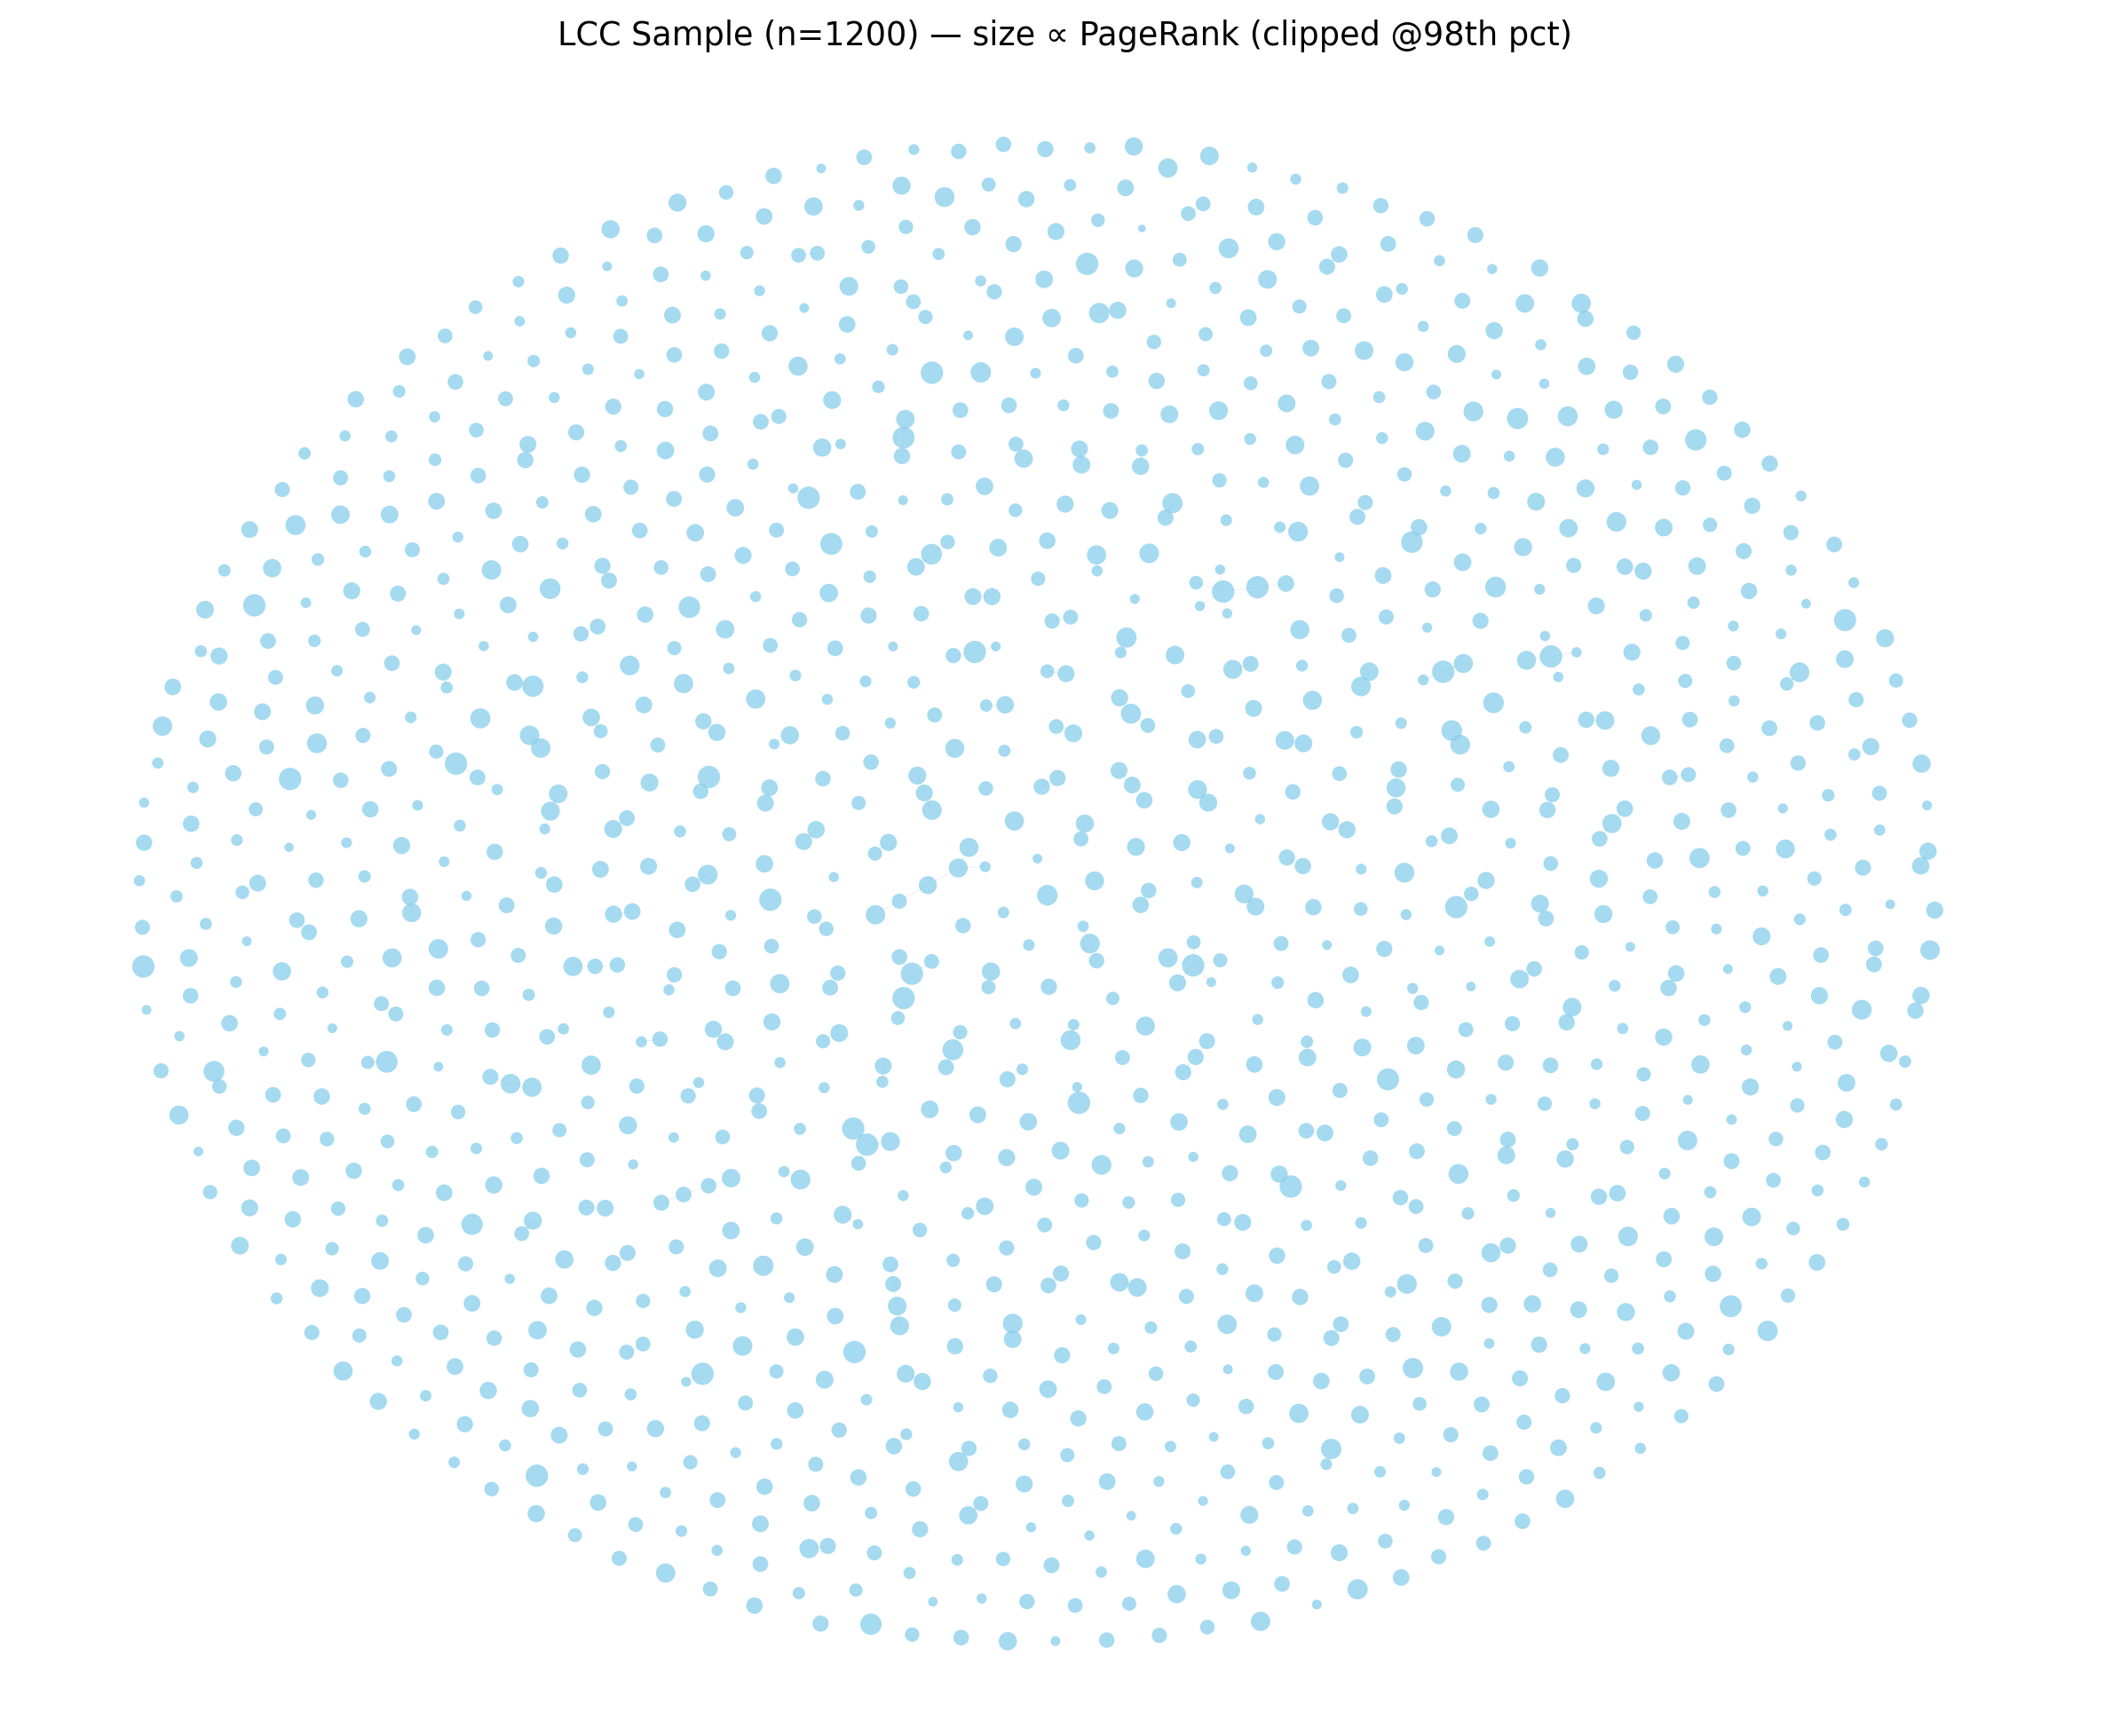 LCC Sample (n=1200) — size ∝ PageRank (clipped @98th pct)